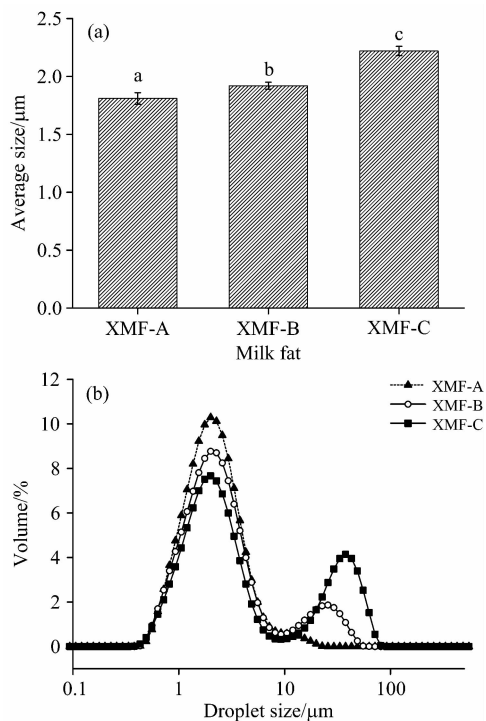 (a)
2.5
2.0
1.5
1.0
0.5
0.0
Average size/μm
a
b
c
XMF-A
XMF-B
XMF-C
Milk fat
(b)
12
10
8
6
4
2
0
Volume/%
XMF-A
XMF-B
XMF-C
0.1
1
10
100
Droplet size/μm